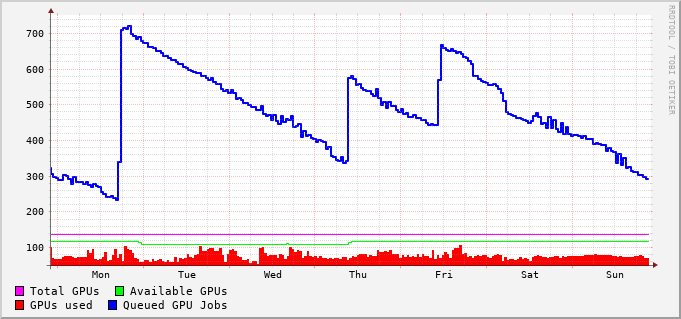 RRDTOOL / TOBI OETIKER
700
600
500
400
300
200
100
Mon Tue Wed Thu Fri Sat Sun
Total GPUs Available GPUs
GPUs used Queued GPU Jobs